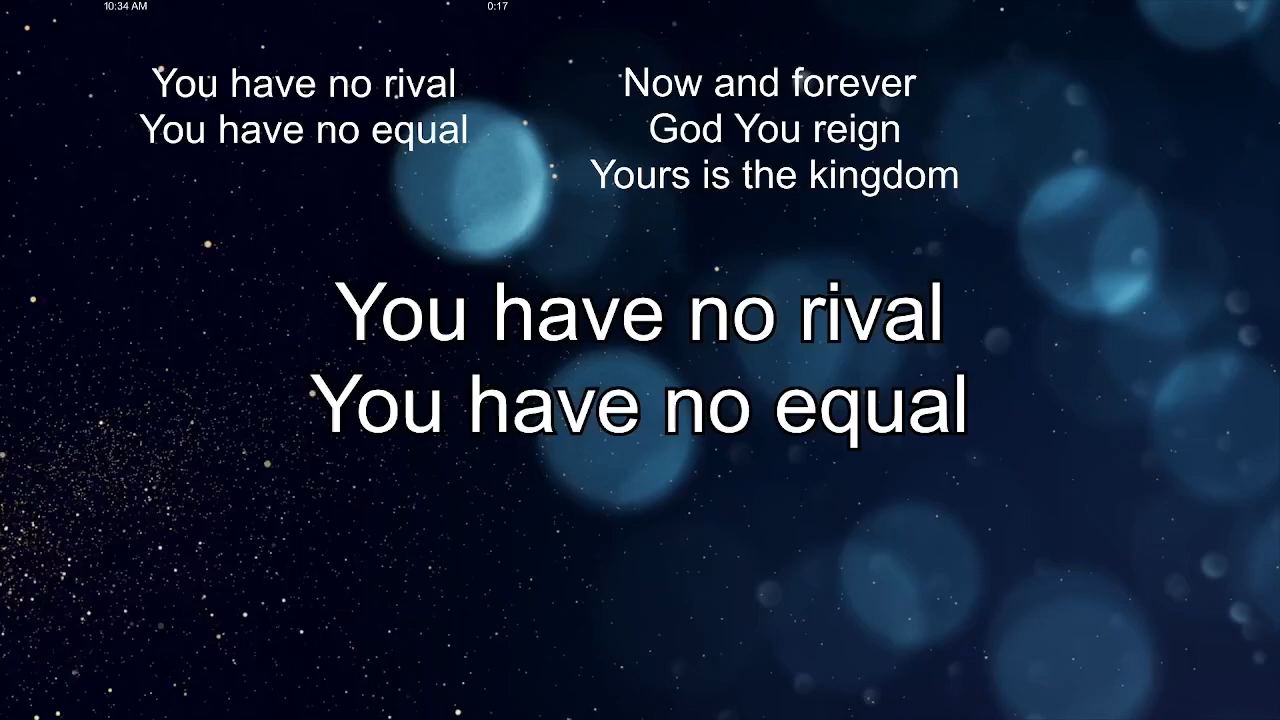 10:34 AM
0:17
You have no rival
You have no equal
Now and forever
God You reign
Yours is the kingdom
You have no rival
You have no equal